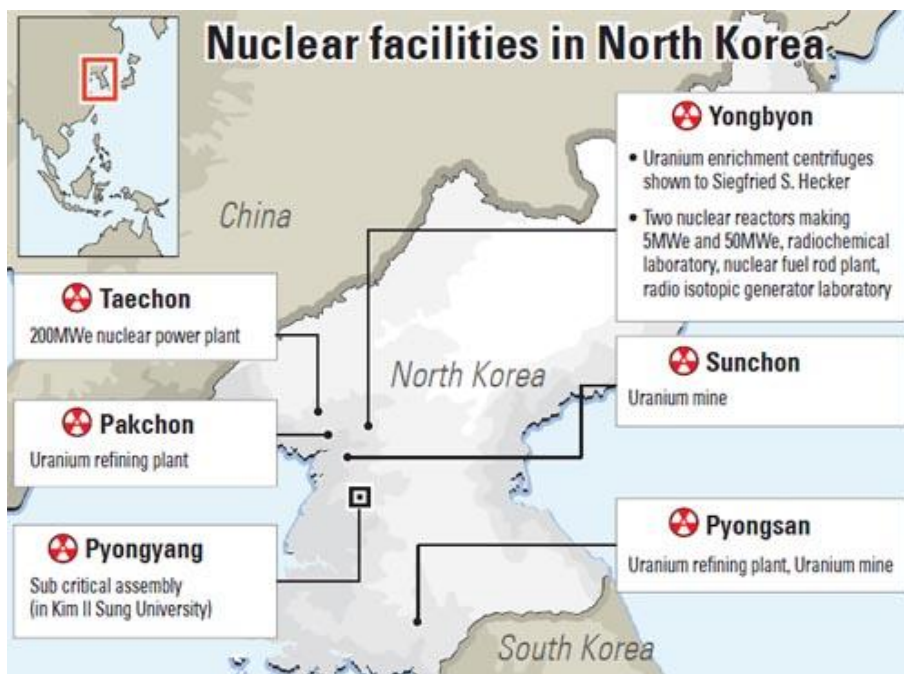 Nuclear facilities in North Korea
China
North Korea
South Korea
Yongbyon
• Uranium enrichment centrifuges
shown to Siegfried S. Hecker
• Two nuclear reactors making
5MWe and 50MWe, radiochemical
laboratory, nuclear fuel rod plant,
radio isotopic generator laboratory
Taechon
200MWe nuclear power plant
Sunchon
Uranium mine
Pakchon
Uranium refining plant
Pyongyang
Sub critical assembly
(in Kim Il Sung University)
Pyongsan
Uranium refining plant, Uranium mine